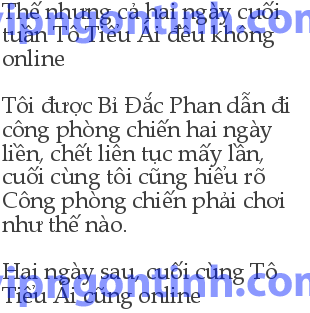 Thế nhưng cả hai ngày cuối
tuần Tô Tiểu Ái đều không
online
Tôi được Bỉ Đắc Phan dẫn đi
công phòng chiến hai ngày
liền, chết liên tục mấy lần,
cuối cùng tôi cũng hiểu rõ
Công phòng chiến phải chơi
như thế nào.
Hai ngày sau, cuối cùng Tô
Tiểu Ái cũng online